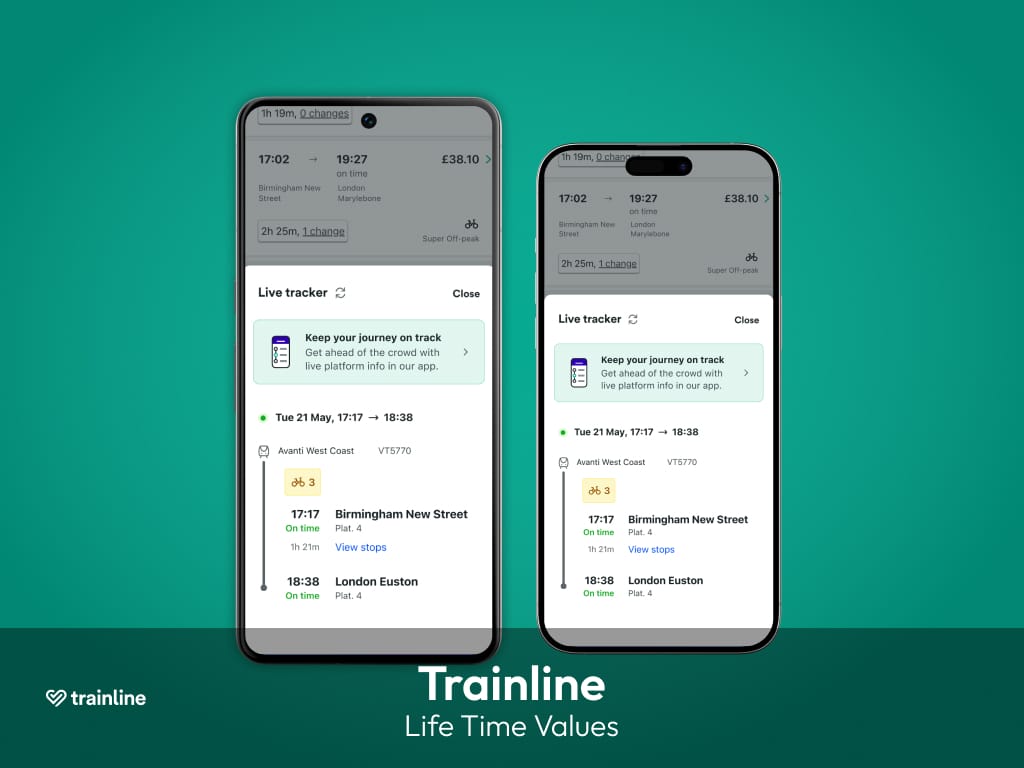 1h 19m, 0 changes
17:02 → 19:27 £38.10
on time
Birmingham New Street London Marylebone
2h 25m, 1 change
Super Off-peak
Live tracker Close
Keep your journey on track
Get ahead of the crowd with
live platform info in our app.
Tue 21 May, 17:17 → 18:38
Avanti West Coast VT5770
3
17:17 Birmingham New Street
On time Plat. 4
1h 21m View stops
18:38 London Euston
On time Plat. 4
1h 19m, 0 chang
17:02 → 19:27 £38.10
on time
Birmingham New Street London Marylebone
2h 25m, 1 change
Super Off-peak
Live tracker Close
Keep your journey on track
Get ahead of the crowd with
live platform info in our app.
Tue 21 May, 17:17 → 18:38
Avanti West Coast VT5770
3
17:17 Birmingham New Street
On time Plat. 4
1h 21m View stops
18:38 London Euston
On time Plat. 4
trainline
Trainline
Life Time Values